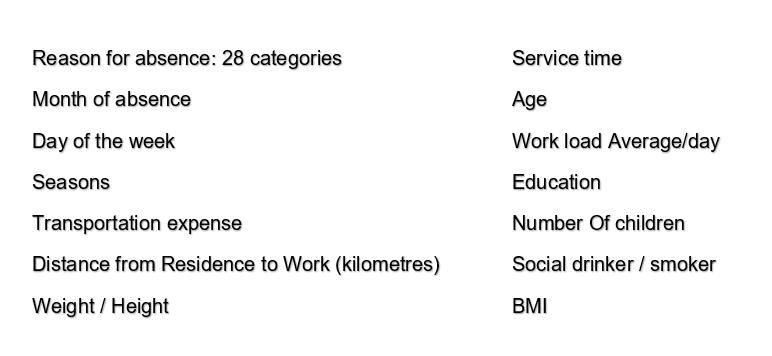 Reason for absence: 28 categories
Month of absence
Day of the week
Seasons
Transportation expense
Distance from Residence to Work (kilometres)
Weight / Height
Service time
Age
Work load Average/day
Education
Number Of children
Social drinker / smoker
BMI